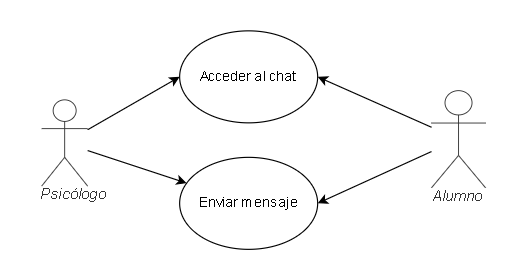 Acceder al chat
Psicólogo
Alumno
Enviar mensaje